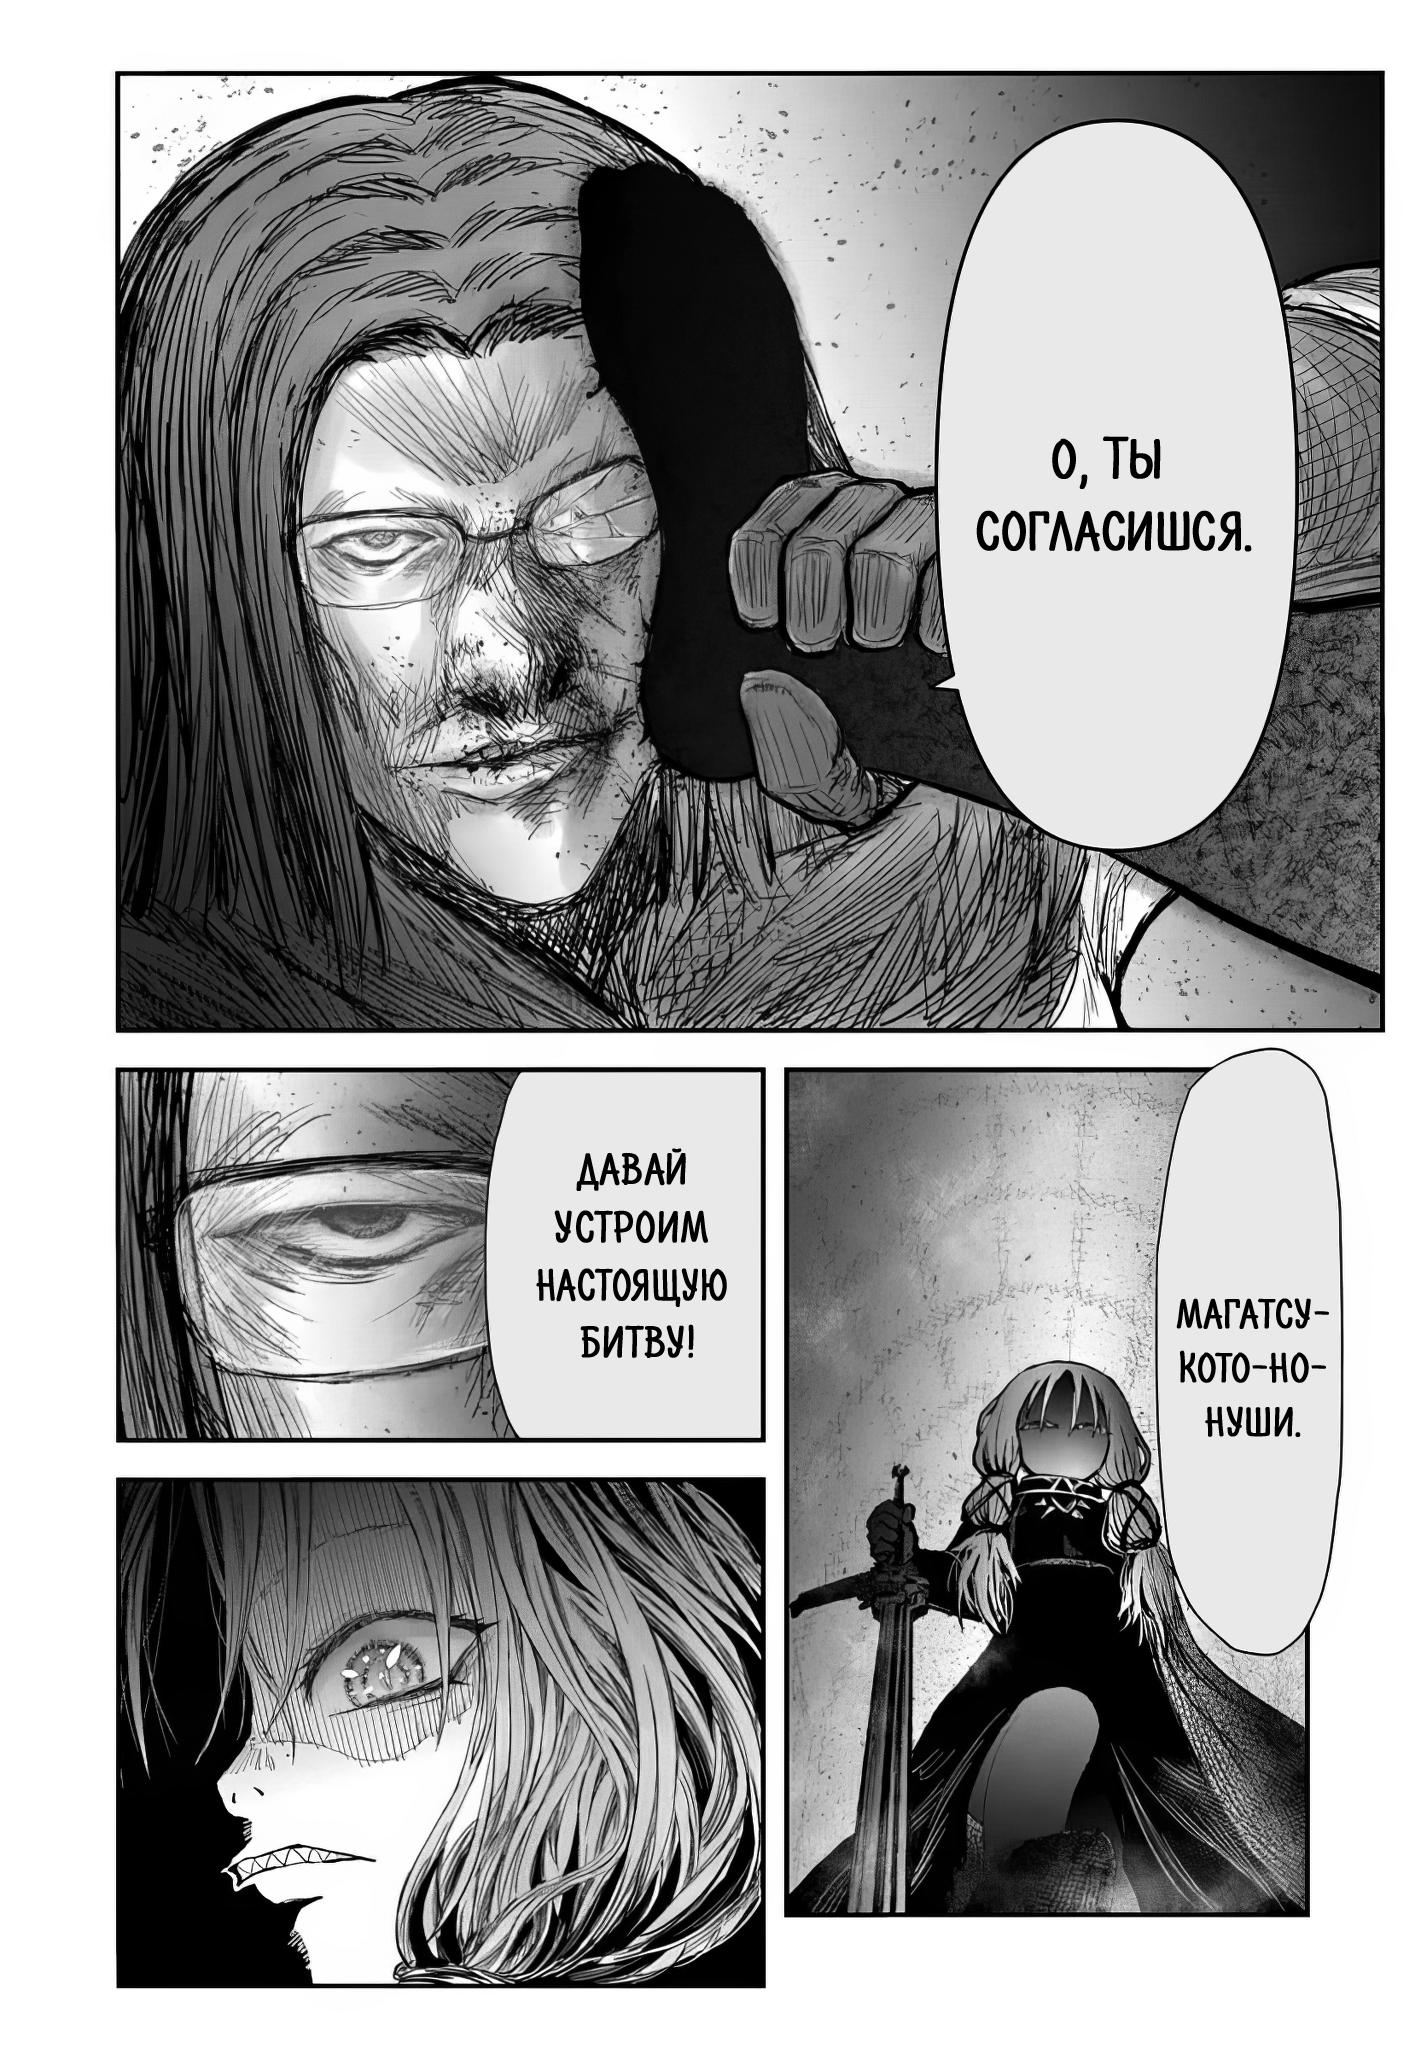 О, ТЫ
СОГЛАСИШСЯ.
МАГАТСУ-
КОТО-НО-
НУШИ.
ДАВАЙ
УСТРОИМ
НАСТОЯЩУЮ
БИТВУ!